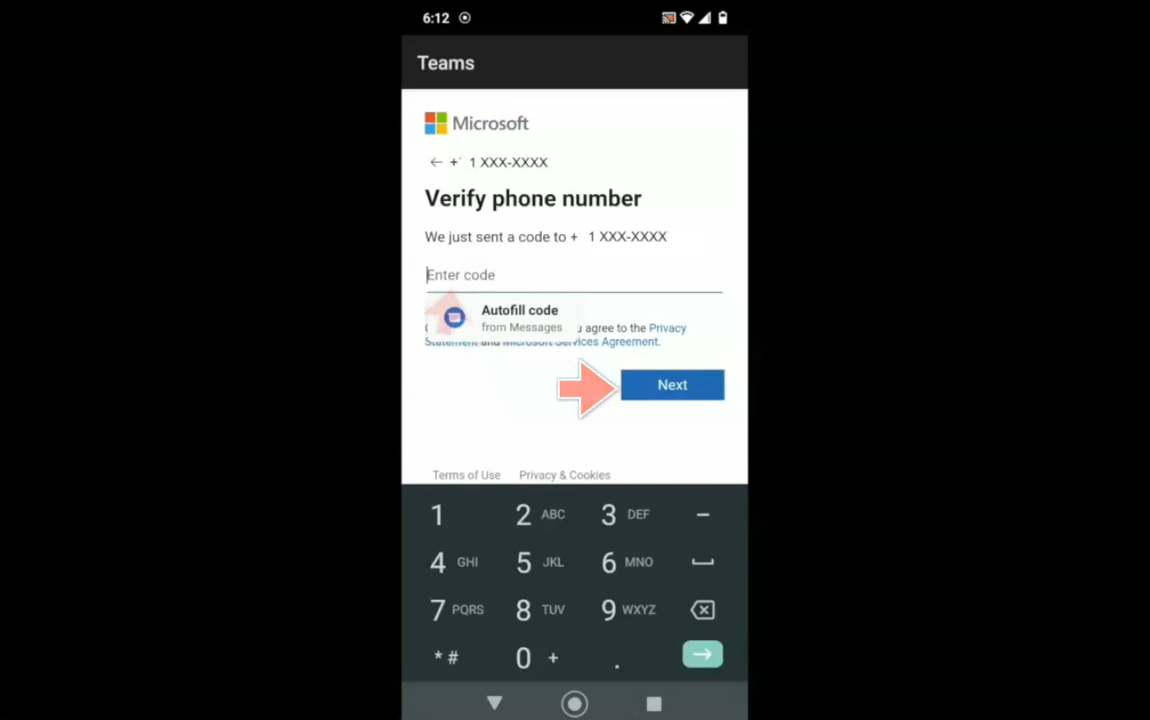 6:12
Teams
Microsoft
← + 1 XXX-XXXX
Verify phone number
We just sent a code to + 1 XXX-XXXX
Enter code
Autofill code
from Messages
agree to the Privacy
Statement and Microsoft Services Agreement.
Next
Terms of Use Privacy & Cookies
1 2 ABC 3 DEF –
4 GHI 5 JKL 6 MNO
7 PQRS 8 TUV 9 WXYZ
* # 0 + .